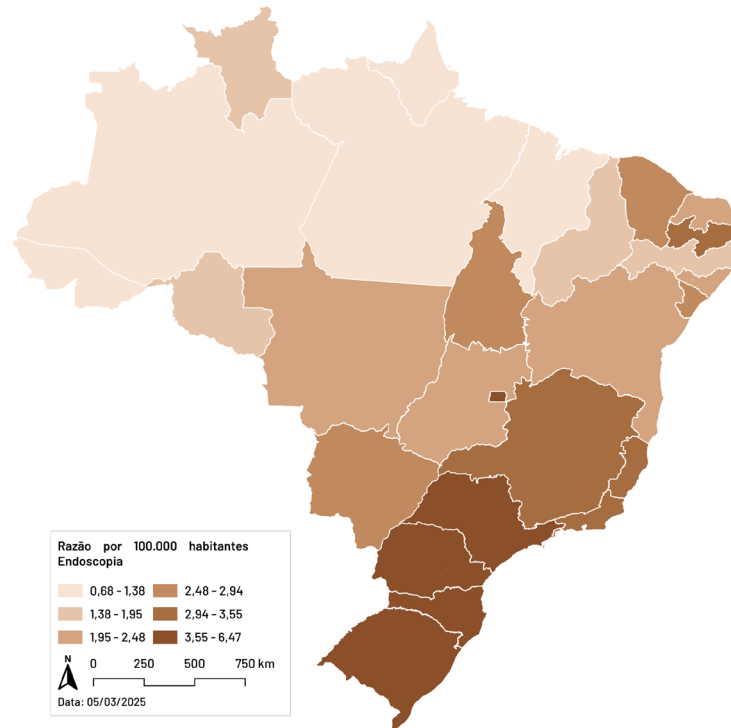 Razão por 100.000 habitantes
Endoscopia
0,68 - 1,38
2,48 - 2,94
1,38 - 1,95
2,94 - 3,55
1,95 - 2,48
3,55 - 6,47
N
0 250 500 750 km
Data: 05/03/2025